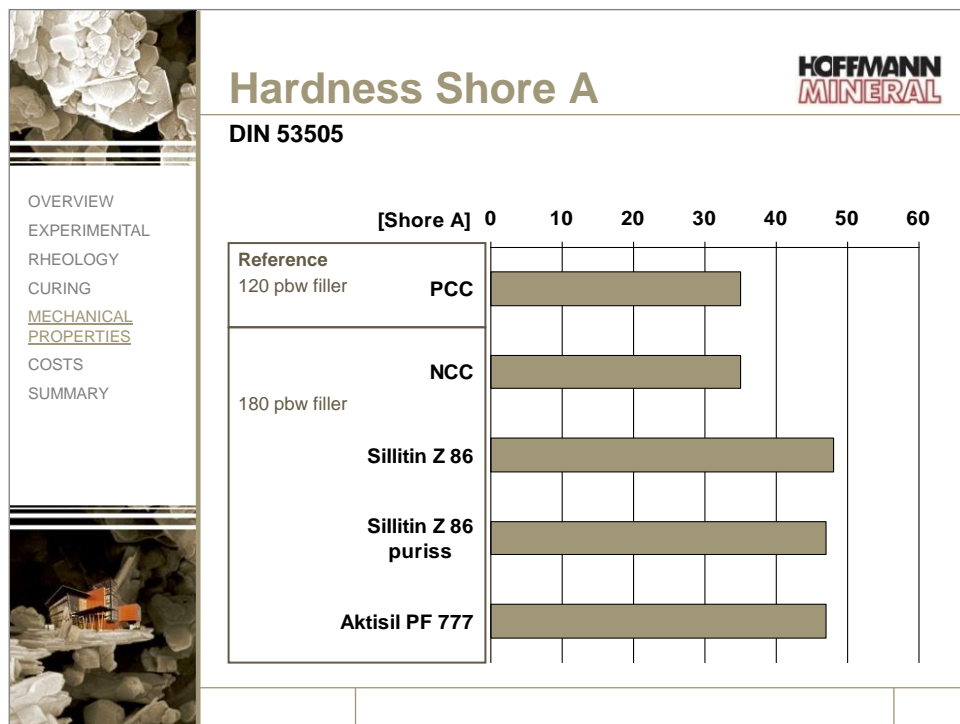 Hardness Shore A
HOFFMANN
MINERAL
DIN 53505
OVERVIEW
EXPERIMENTAL
RHEOLOGY
CURING
MECHANICAL
PROPERTIES
COSTS
SUMMARY
[Shore A] 0 10 20 30 40 50 60
Reference
120 pbw filler
PCC
NCC
180 pbw filler
Sillitin Z 86
Sillitin Z 86
puriss
Aktisil PF 777